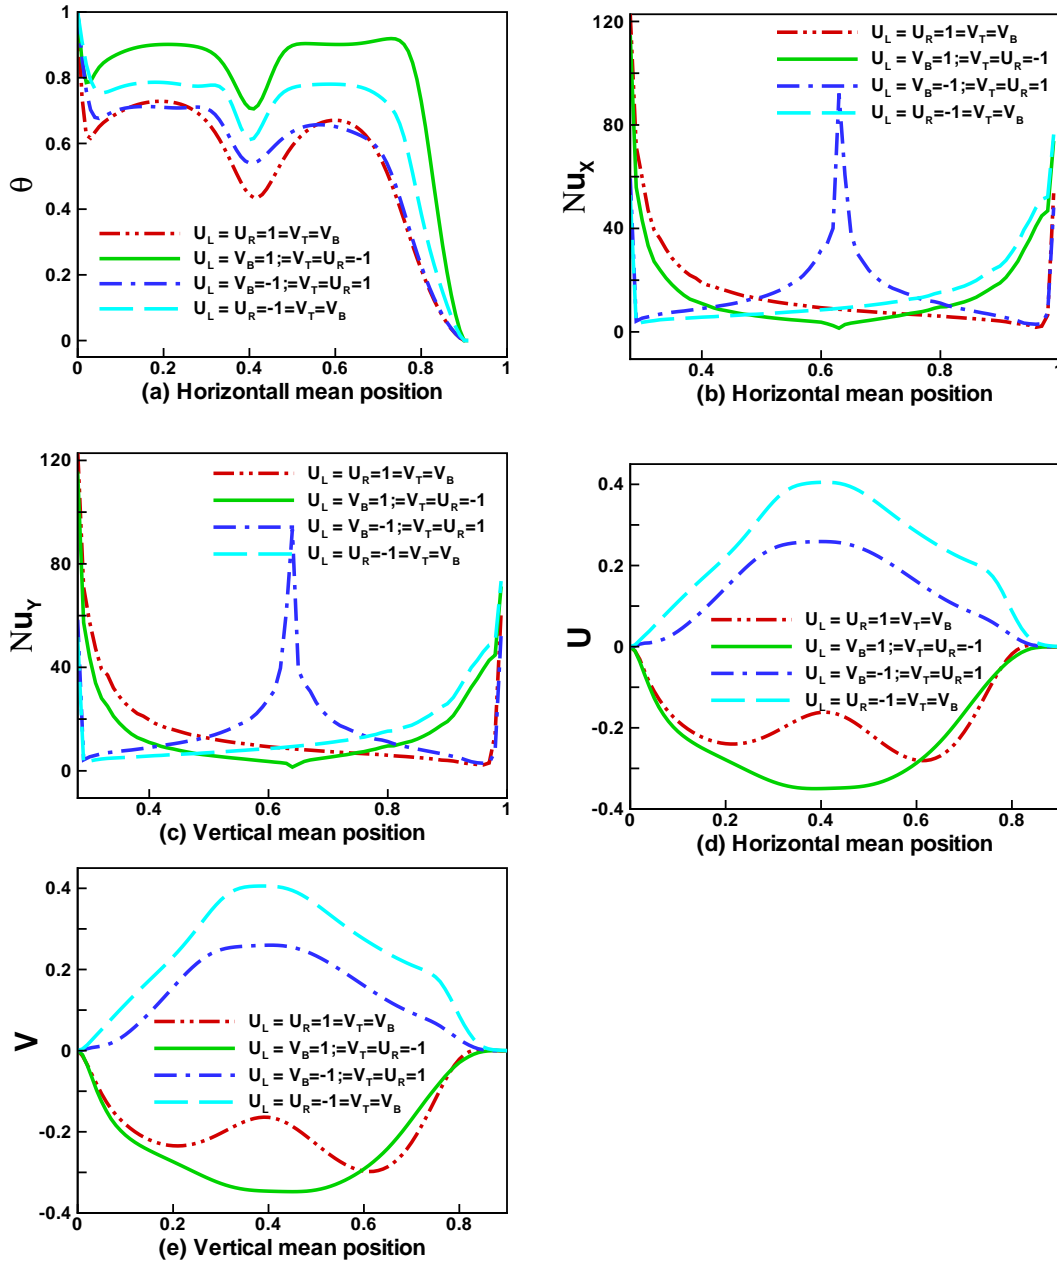 θ
1
0.8
0.6
0.4
0.2
0
U_L = U_R=1=V_T=V_B
U_L = V_B=1;=V_T=U_R=-1
U_L = V_B=-1;=V_T=U_R=1
U_L = U_R=-1=V_T=V_B
0 0.2 0.4 0.6 0.8 1
(a) Horizontall mean position
Nu_X
120
80
40
0
U_L = U_R=1=V_T=V_B
U_L = V_B=1;=V_T=U_R=-1
U_L = V_B=-1;=V_T=U_R=1
U_L = U_R=-1=V_T=V_B
0.4 0.6 0.8 1
(b) Horizontal mean position
Nu_Y
120
80
40
0
U_L = U_R=1=V_T=V_B
U_L = V_B=1;=V_T=U_R=-1
U_L = V_B=-1;=V_T=U_R=1
U_L = U_R=-1=V_T=V_B
0.4 0.6 0.8 1
(c) Vertical mean position
U
0.4
0.2
0
-0.2
-0.4
U_L = U_R=1=V_T=V_B
U_L = V_B=1;=V_T=U_R=-1
U_L = V_B=-1;=V_T=U_R=1
U_L = U_R=-1=V_T=V_B
0 0.2 0.4 0.6 0.8
(d) Horizontal mean position
V
0.4
0.2
0
-0.2
-0.4
U_L = U_R=1=V_T=V_B
U_L = V_B=1;=V_T=U_R=-1
U_L = V_B=-1;=V_T=U_R=1
U_L = U_R=-1=V_T=V_B
0 0.2 0.4 0.6 0.8
(e) Vertical mean position